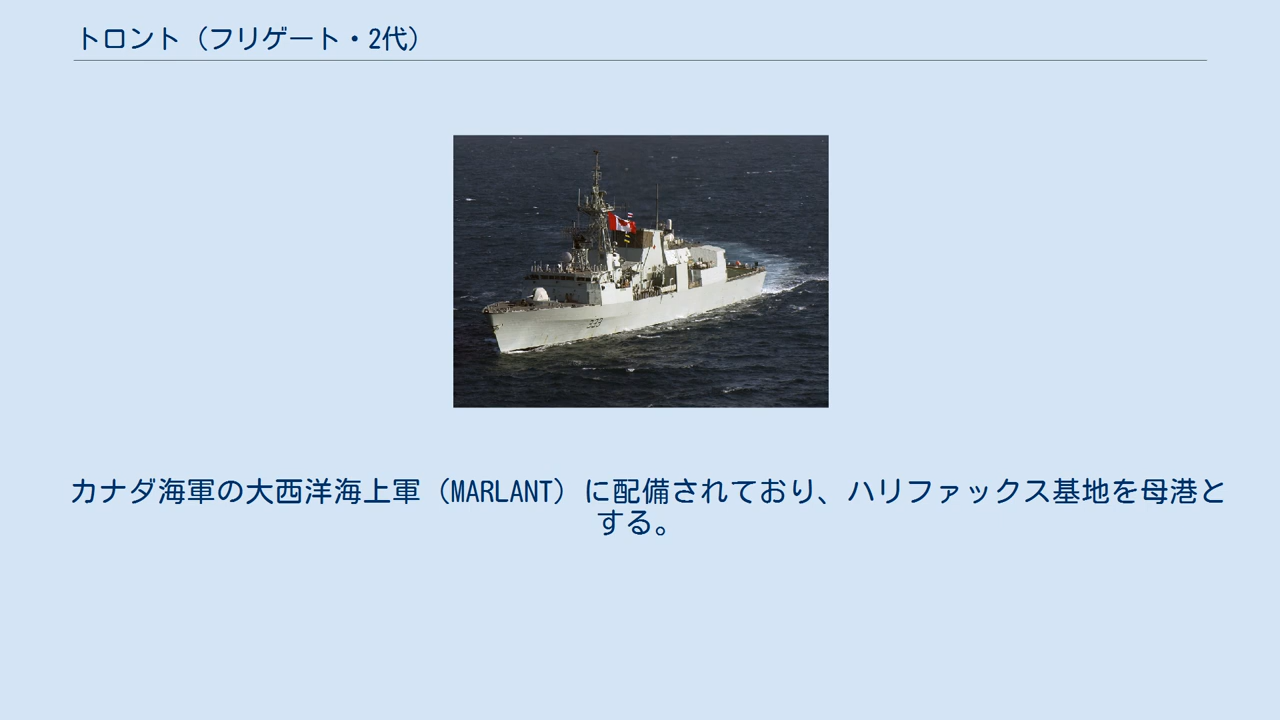 トロント（フリゲート・2代）
カナダ海軍の大西洋海上軍（MARLANT）に配備されており、ハリファックス基地を母港と
する。